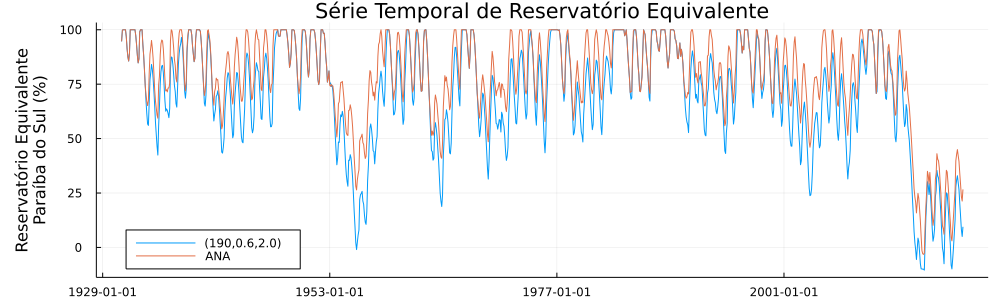 Série Temporal de Reservatório Equivalente
Reservatório Equivalente
Paraíba do Sul (%)
100
75
50
25
0
(190,0.6,2.0)
ANA
1929-01-01
1953-01-01
1977-01-01
2001-01-01